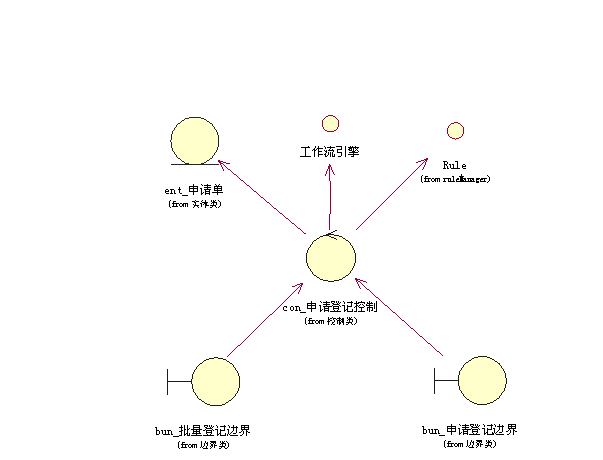 工作流引擎
Rule
(from ruleManager)
ent_申请单
(from 实体类)
con_申请登记控制
(from 控制类)
bun_批量登记边界
(from 边界类)
bun_申请登记边界
(from 边界类)